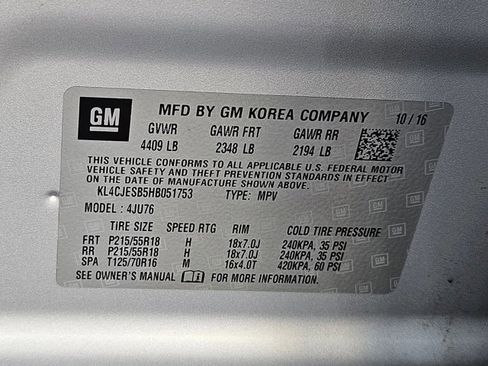 GM
MFD BY GM KOREA COMPANY 10/16
GVWR GAWR FRT GAWR RR
4409 LB 2348 LB 2194 LB
THIS VEHICLE CONFORMS TO ALL APPLICABLE U.S. FEDERAL MOTOR
VEHICLE SAFETY AND THEFT PREVENTION STANDARDS IN EFFECT
ON THE DATE OF MANUFACTURE SHOWN ABOVE.
KL4CJESB5HB051753 TYPE: MPV
MODEL : 4JU76
TIRE SIZE SPEED RTG RIM COLD TIRE PRESSURE
FRT P215/55R18 H 18x7.0J 240KPA, 35 PSI
RR P215/55R18 H 18x7.0J 240KPA, 35 PSI
SPA T125/70R16 M 16x4.0T 420KPA, 60 PSI
SEE OWNER'S MANUAL FOR MORE INFORMATION.